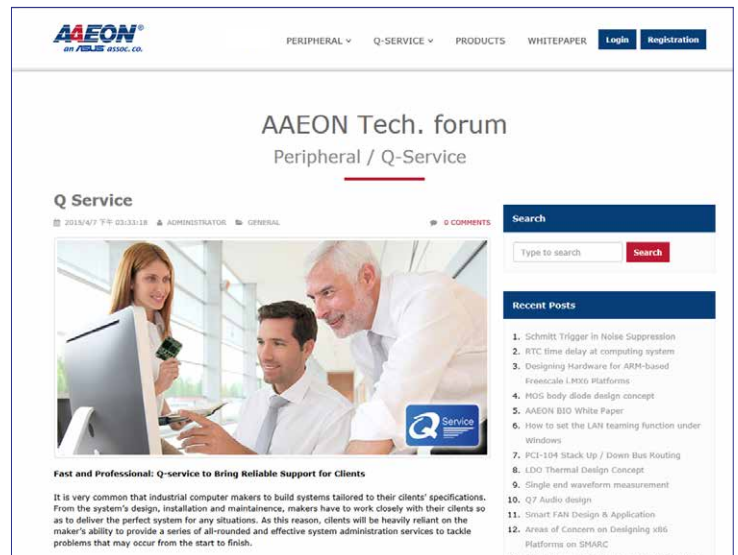 AAEON®
an ASUS assoc. co.
PERIPHERAL
Q-SERVICE
PRODUCTS
WHITEPAPER
Login
Registration
AAEON Tech. forum
Peripheral / Q-Service
Q Service
2015/4/7 下午 03:33:18
ADMINISTRATOR
GENERAL
0 COMMENTS
Q Service
Fast and Professional: Q-service to Bring Reliable Support for Clients
It is very common that industrial computer makers to build systems tailored to their cilents' specifications.
From the system's design, installation and maintainence, makers have to work closely with their clients so
as to deliver the perfect system for any situations. As this reason, cilents will be heavily reliant on the
maker's ability to provide a series of all-rounded and effective system administration services to tackle
problems that may occur from the start to finish.
Search
Type to search
Search
Recent Posts
1. Schmitt Trigger in Noise Suppression
2. RTC time delay at computing system
3. Designing Hardware for ARM-based
Freescale i.MX6 Platforms
4. MOS body diode design concept
5. AAEON BIO White Paper
6. How to set the LAN teaming function under
Windows
7. PCI-104 Stack Up / Down Bus Routing
8. LDO Thermal Design Concept
9. Single end waveform measurement
10. Q7 Audio design
11. Smart FAN Design & Application
12. Areas of Concern on Designing x86
Platforms on SMARC